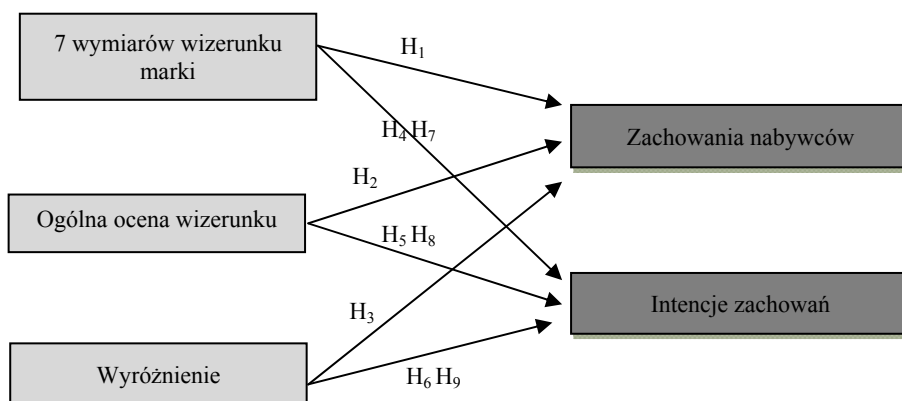 7 wymiarów wizerunku
marki
H₁
Zachowania nabywców
H₄ H₇
H₂
Ogólna ocena wizerunku
H₅ H₈
H₃
Intencje zachowań
Wyróżnienie
H₆ H₉